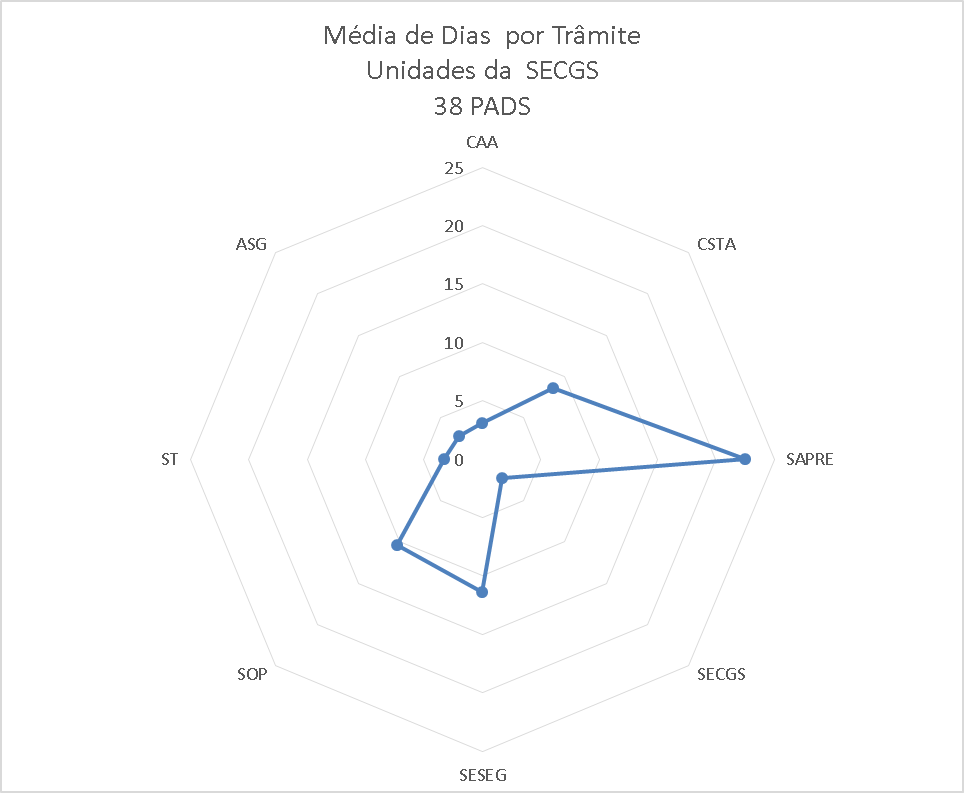 Média de Dias  por Trâmite
Unidades da  SECGS
38 PADS
CAA
25
ASG
CSTA
20
15
10
5
ST
0
SAPRE
SOP
SECGS
SESEG